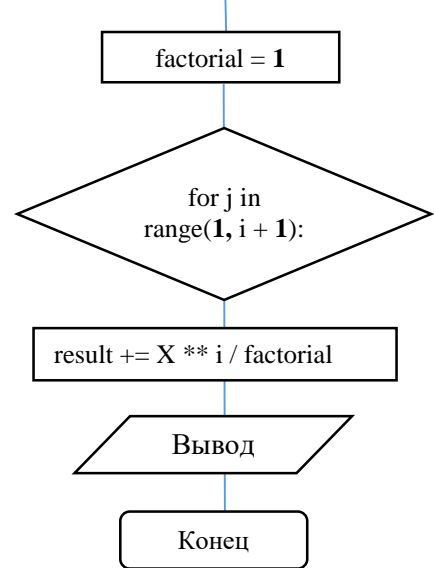 factorial = 1
for j in
range(1, i + 1):
result += X ** i / factorial
Вывод
Конец